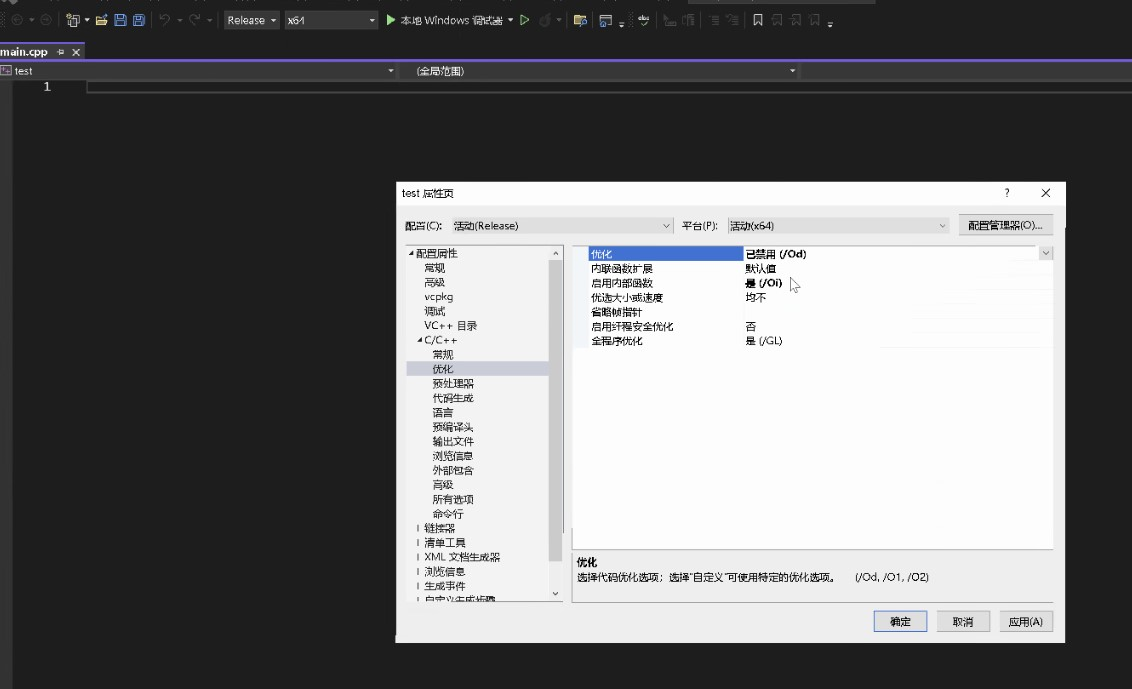 Release x64 本地 Windows 调试器
main.cpp
test (全局范围)
1
test 属性页
配置(C): 活动(Release) 平台(P): 活动(x64) 配置管理器(O)...
配置属性
常规
高级
vcpkg
调试
VC++ 目录
C/C++
常规
优化
预处理器
代码生成
语言
预编译头
输出文件
浏览信息
外部包含
高级
所有选项
命令行
链接器
清单工具
XML 文档生成器
浏览信息
生成事件
自定义生成步骤
优化 已禁用 (/Od)
内联函数扩展 默认值
启用内部函数 是 (/Oi)
优选大小或速度 均不
省略帧指针
启用纤程安全优化 否
全程序优化 是 (/GL)
优化
选择代码优化选项；选择“自定义”可使用特定的优化选项。 (/Od, /O1, /O2)
确定 取消 应用(A)